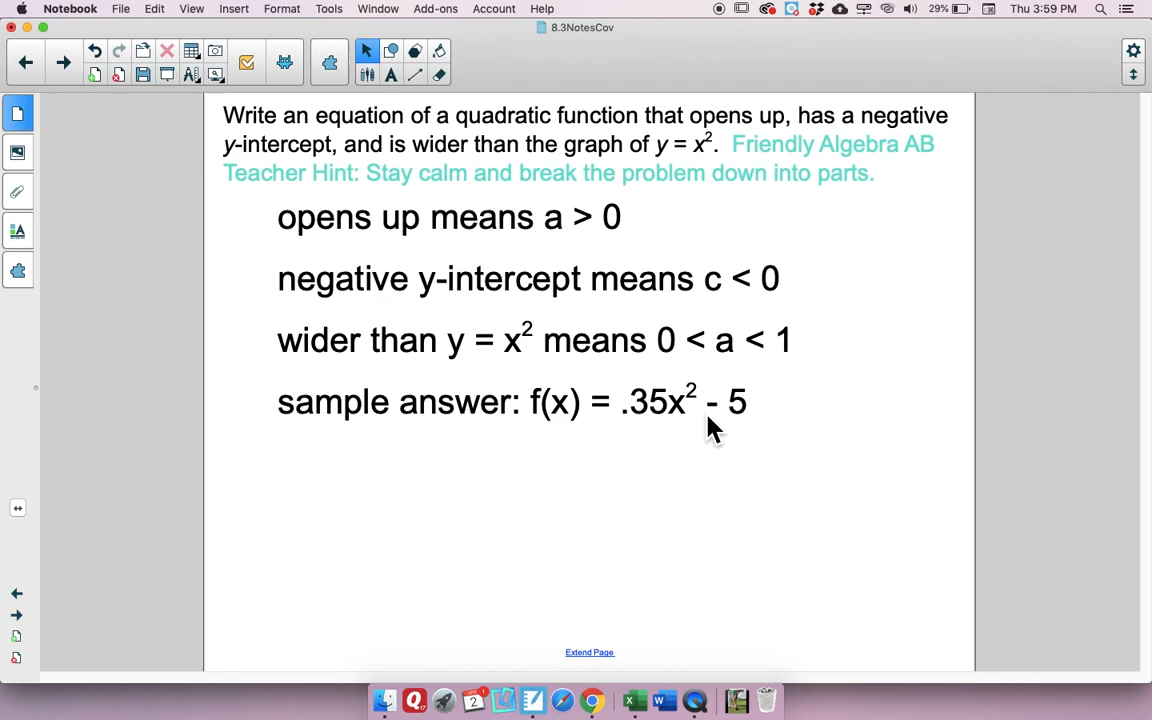 Notebook File Edit View Insert Format Tools Window Add-ons Account Help 29% Thu 3:59 PM
8.3NotesCov
Write an equation of a quadratic function that opens up, has a negative
y-intercept, and is wider than the graph of y = x². Friendly Algebra AB
Teacher Hint: Stay calm and break the problem down into parts.
opens up means a > 0
negative y-intercept means c < 0
wider than y = x² means 0 < a < 1
sample answer: f(x) = .35x² - 5
Extend Page